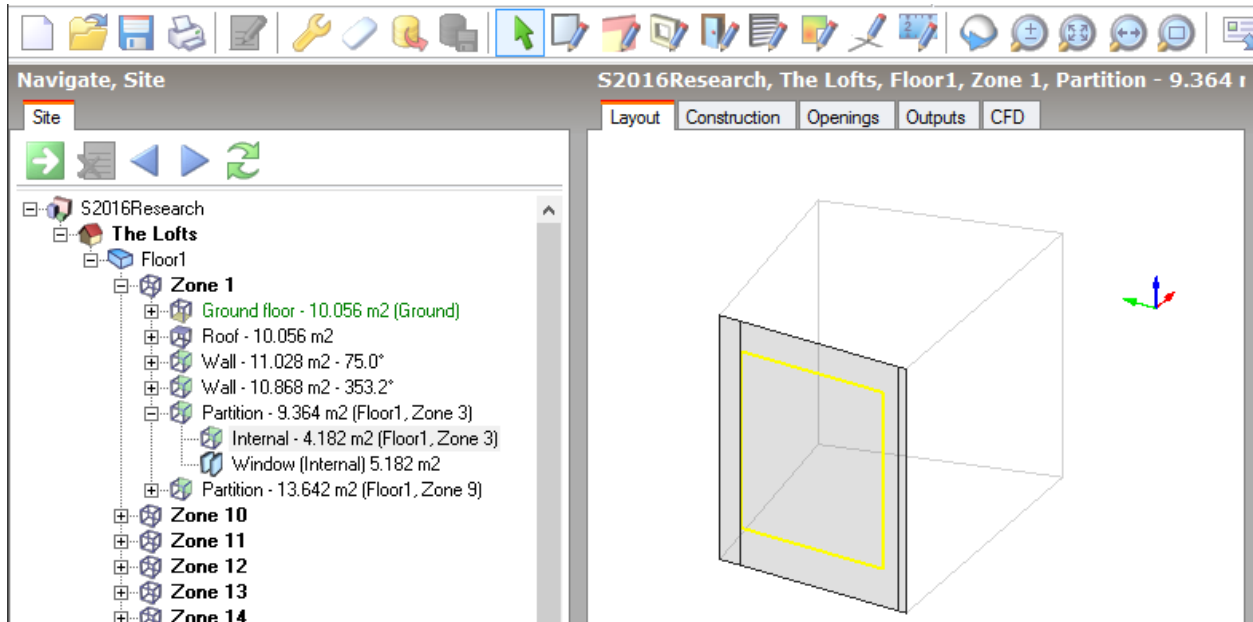 Navigate, Site
Site
S2016Research
The Lofts
Floor1
Zone 1
Ground floor - 10.056 m2 (Ground)
Roof - 10.056 m2
Wall - 11.028 m2 - 75.0°
Wall - 10.868 m2 - 353.2°
Partition - 9.364 m2 (Floor1, Zone 3)
Internal - 4.182 m2 (Floor1, Zone 3)
Window (Internal) 5.182 m2
Partition - 13.642 m2 (Floor1, Zone 9)
Zone 10
Zone 11
Zone 12
Zone 13
Zone 14
S2016Research, The Lofts, Floor1, Zone 1, Partition - 9.364
Layout Construction Openings Outputs CFD